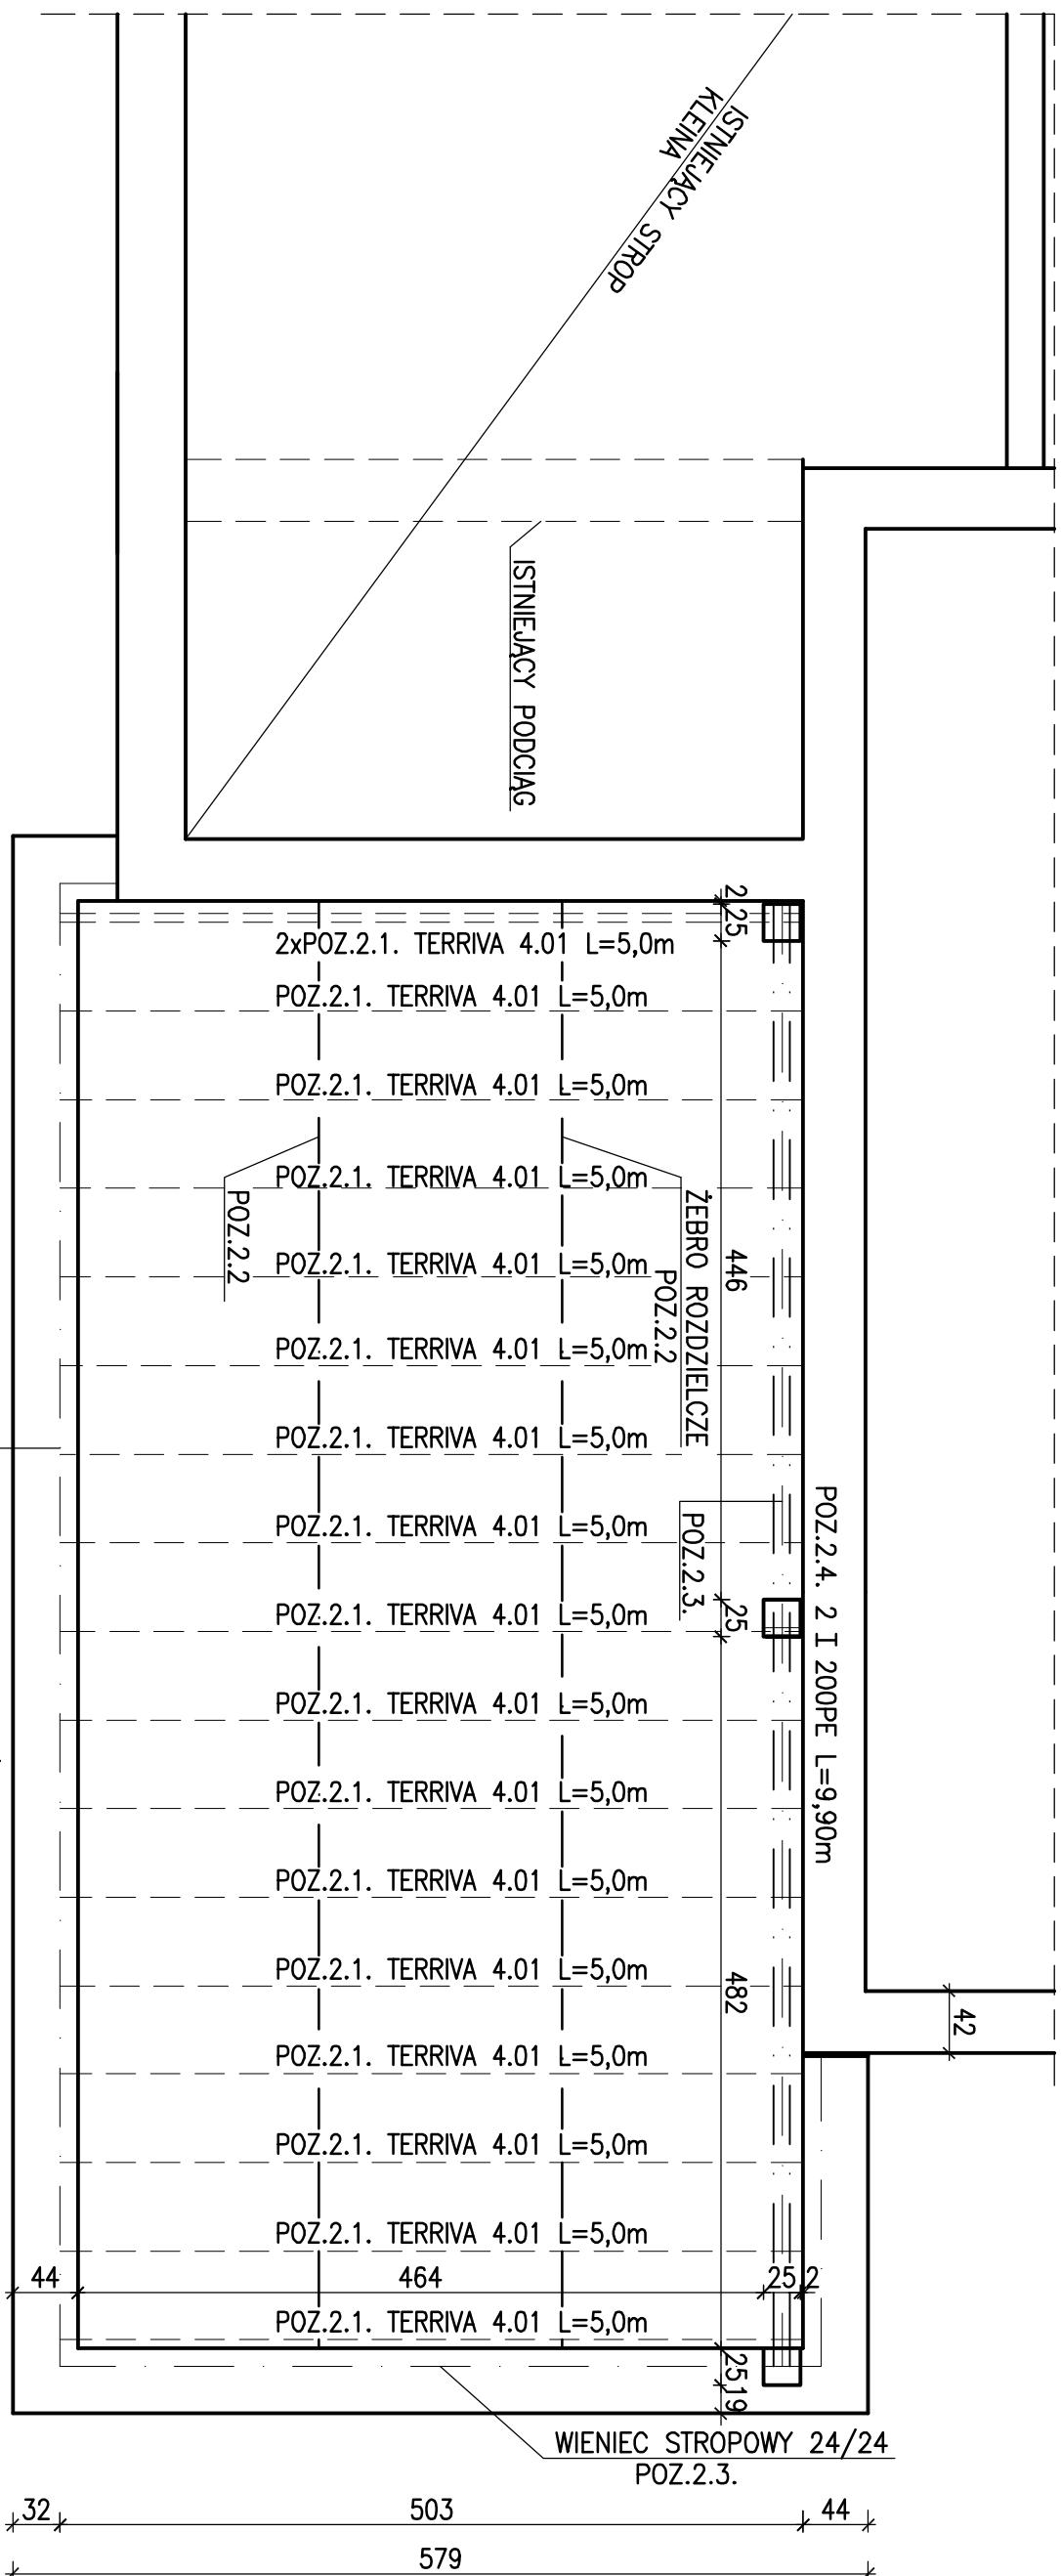 ISTNIEJĄCY STROP
KLEINA
ISTNIEJĄCY PODCIĄG
2
25
2xPOZ.2.1. TERRIVA 4.01 L=5,0m
POZ.2.1. TERRIVA 4.01 L=5,0m
POZ.2.1. TERRIVA 4.01 L=5,0m
POZ.2.1. TERRIVA 4.01 L=5,0m
POZ.2.2
ŻEBRO ROZDZIELCZE
POZ.2.2
446
POZ.2.1. TERRIVA 4.01 L=5,0m
POZ.2.1. TERRIVA 4.01 L=5,0m
POZ.2.1. TERRIVA 4.01 L=5,0m
POZ.2.1. TERRIVA 4.01 L=5,0m
POZ.2.3.
POZ.2.4. 2 I 200PE L=9,90m
25
POZ.2.1. TERRIVA 4.01 L=5,0m
POZ.2.1. TERRIVA 4.01 L=5,0m
POZ.2.1. TERRIVA 4.01 L=5,0m
POZ.2.1. TERRIVA 4.01 L=5,0m
POZ.2.1. TERRIVA 4.01 L=5,0m
482
42
POZ.2.1. TERRIVA 4.01 L=5,0m
POZ.2.1. TERRIVA 4.01 L=5,0m
POZ.2.1. TERRIVA 4.01 L=5,0m
44
464
25
2
POZ.2.1. TERRIVA 4.01 L=5,0m
25
19
WIENIEC STROPOWY 24/24
POZ.2.3.
32
503
44
579